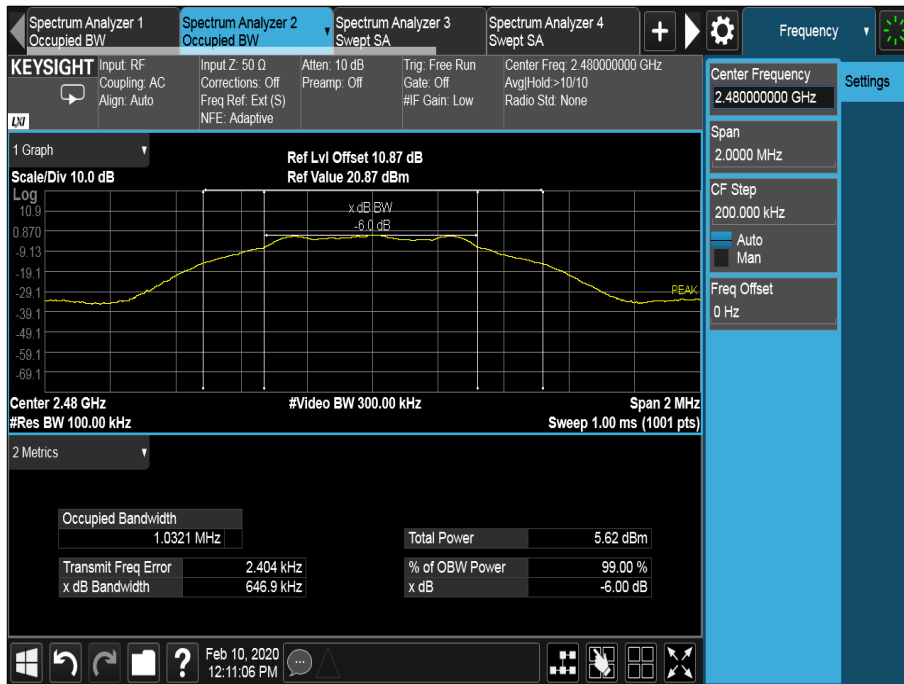 Spectrum Analyzer 1
Occupied BW
Spectrum Analyzer 2
Occupied BW
Spectrum Analyzer 3
Swept SA
Spectrum Analyzer 4
Swept SA
Frequency
KEYSIGHT
LXI
Input: RF
Coupling: AC
Align: Auto
Input Z: 50 Ω
Corrections: Off
Freq Ref: Ext (S)
NFE: Adaptive
Atten: 10 dB
Preamp: Off
Trig: Free Run
Gate: Off
#IF Gain: Low
Center Freq: 2.480000000 GHz
Avg|Hold:>10/10
Radio Std: None
Center Frequency
2.480000000 GHz
Settings
Span
2.0000 MHz
CF Step
200.000 kHz
Auto
Man
Freq Offset
0 Hz
1 Graph
Scale/Div 10.0 dB
Ref Lvl Offset 10.87 dB
Ref Value 20.87 dBm
Log
10.9
0.870
-9.13
-19.1
-29.1
-39.1
-49.1
-59.1
-69.1
x dB BW
-6.0 dB
PEAK
Center 2.48 GHz
#Video BW 300.00 kHz
Span 2 MHz
#Res BW 100.00 kHz
Sweep 1.00 ms (1001 pts)
2 Metrics
Occupied Bandwidth
1.0321 MHz
Total Power 5.62 dBm
Transmit Freq Error 2.404 kHz
% of OBW Power 99.00 %
x dB Bandwidth 646.9 kHz
x dB -6.00 dB
?
Feb 10, 2020
12:11:06 PM